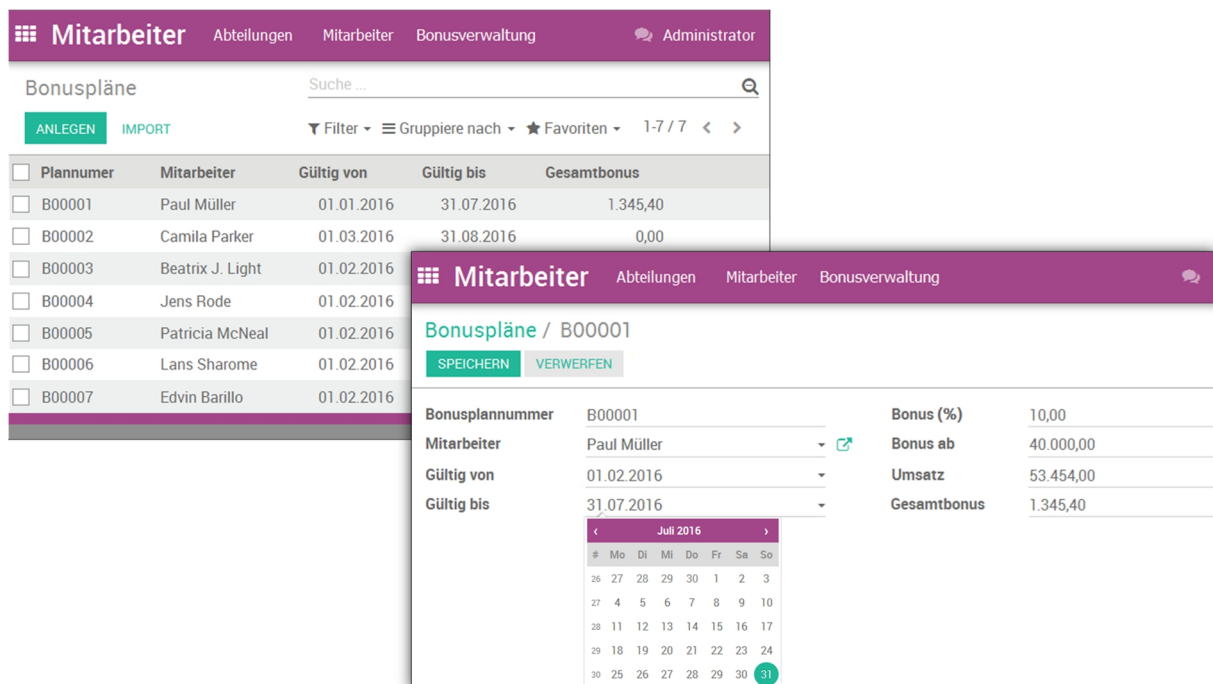 Mitarbeiter Abteilungen Mitarbeiter Bonusverwaltung Administrator
Bonuspläne Suche ...
ANLEGEN IMPORT Filter Gruppiere nach Favoriten 1-7 / 7
Plannumer Mitarbeiter Gültig von Gültig bis Gesamtbonus
B00001 Paul Müller 01.01.2016 31.07.2016 1.345,40
B00002 Camila Parker 01.03.2016 31.08.2016 0,00
B00003 Beatrix J. Light 01.02.2016
B00004 Jens Rode 01.02.2016
B00005 Patricia McNeal 01.02.2016
B00006 Lans Sharome 01.02.2016
B00007 Edvin Barillo 01.02.2016
Mitarbeiter Abteilungen Mitarbeiter Bonusverwaltung
Bonuspläne / B00001
SPEICHERN VERWERFEN
Bonusplannummer B00001 Bonus (%) 10,00
Mitarbeiter Paul Müller Bonus ab 40.000,00
Gültig von 01.02.2016 Umsatz 53.454,00
Gültig bis 31.07.2016 Gesamtbonus 1.345,40
‹ Juli 2016 ›
# Mo Di Mi Do Fr Sa So
26 27 28 29 30 1 2 3
27 4 5 6 7 8 9 10
28 11 12 13 14 15 16 17
29 18 19 20 21 22 23 24
30 25 26 27 28 29 30 31